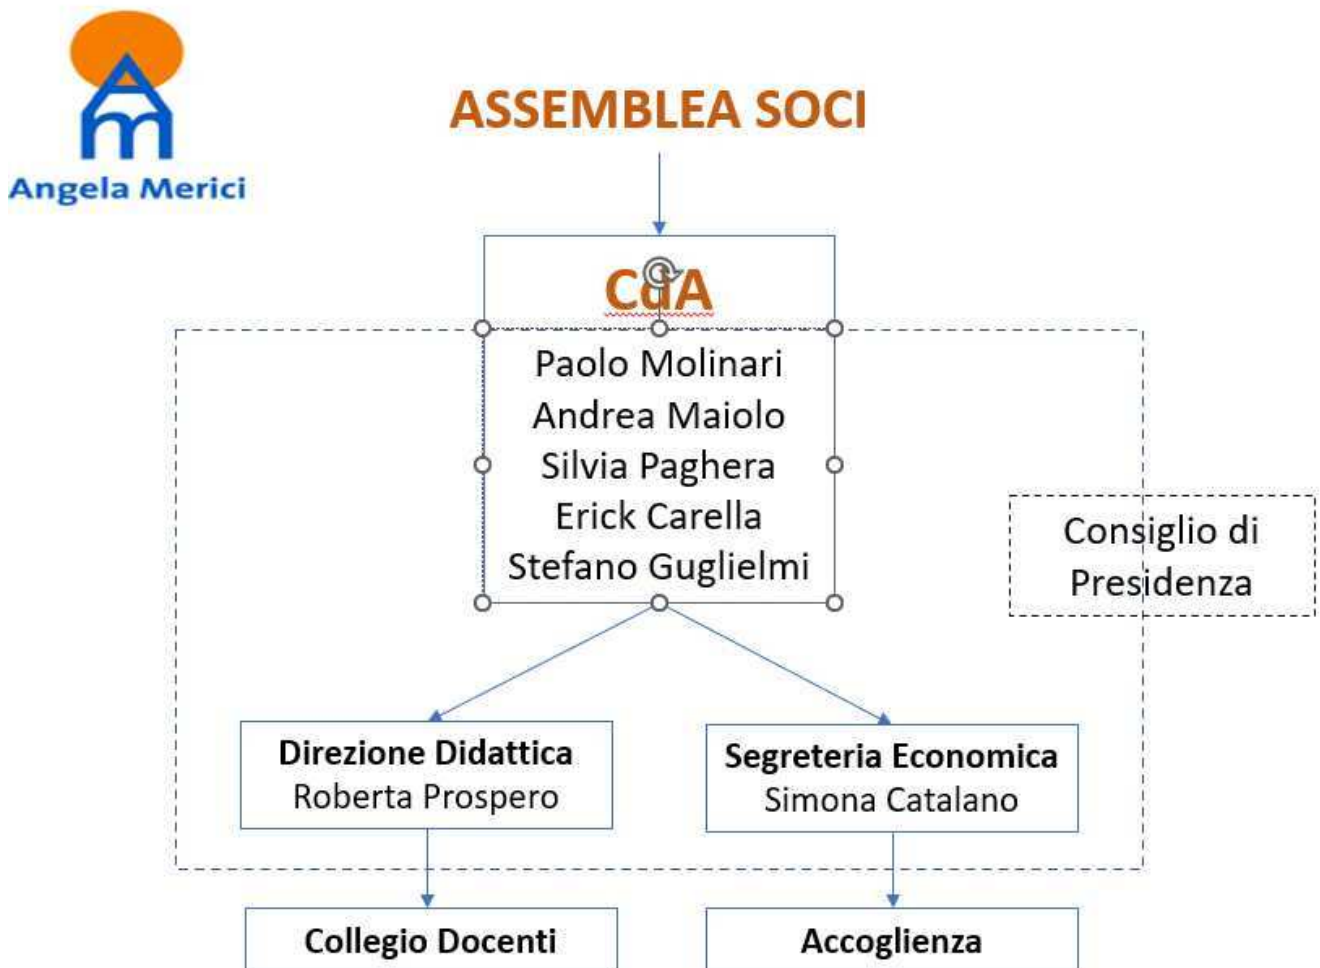 Angela Merici
ASSEMBLEA SOCI
CdA
Paolo Molinari
Andrea Maiolo
Silvia Paghera
Erick Carella
Stefano Guglielmi
Consiglio di
Presidenza
Direzione Didattica
Roberta Prospero
Segreteria Economica
Simona Catalano
Collegio Docenti
Accoglienza